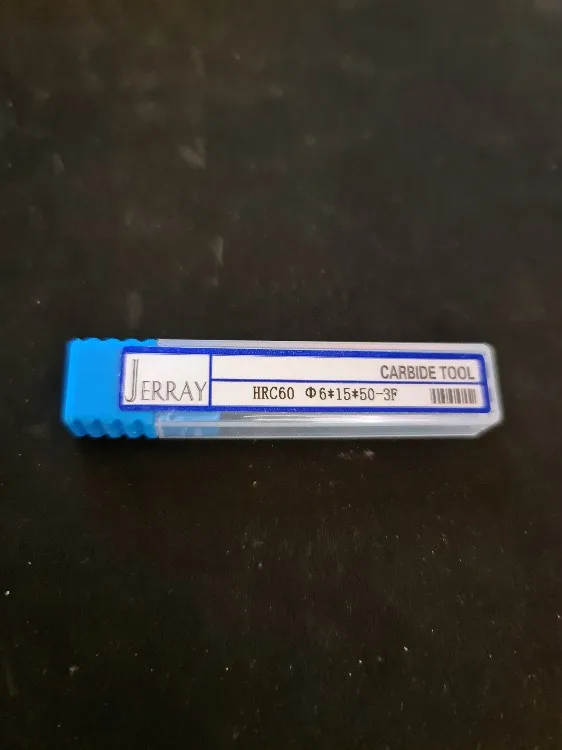 JERRAY
CARBIDE TOOL
HRC60 Φ6*15*50-3F